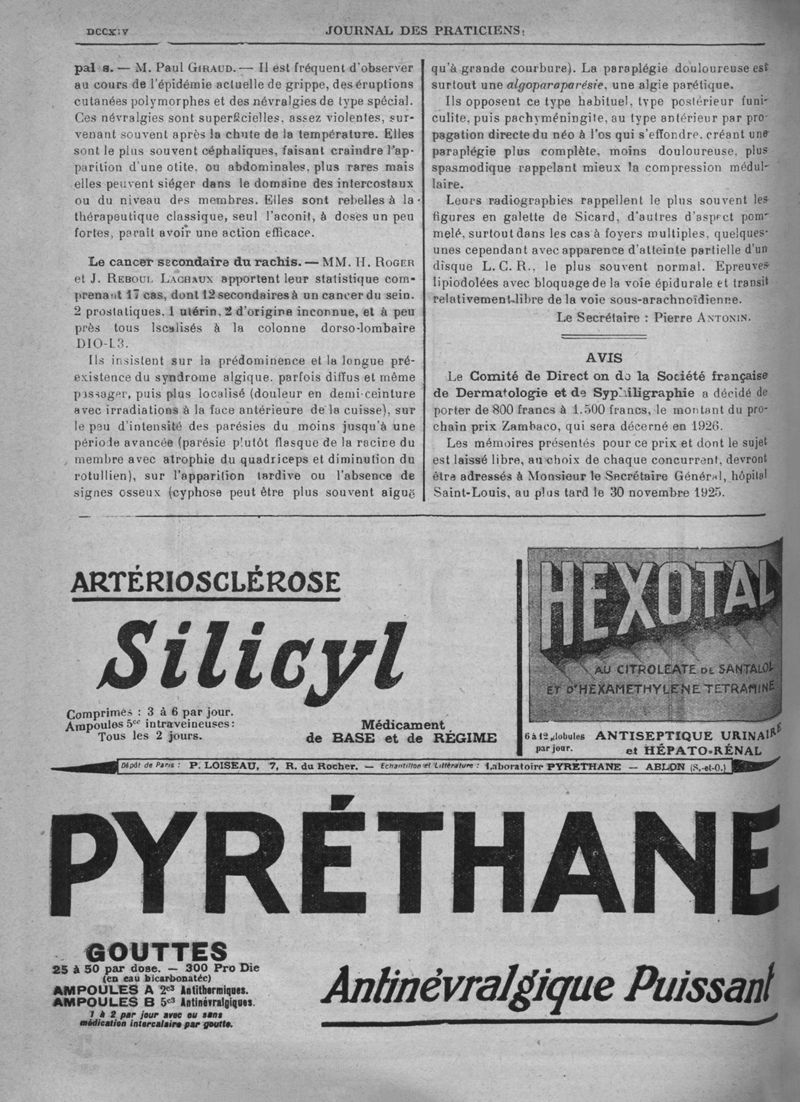 DCCXIV
JOURNAL DES PRATICIENS
pal s. — M. Paul GIRAUD. — Il est fréquent d'observer
au cours de l'épidémie actuelle de grippe, des éruptions
cutanées polymorphes et des névralgies de type spécial.
Ces névralgies sont superficielles, assez violentes, sur-
venant souvent après la chute de la température. Elles
sont le plus souvent céphaliques, faisant craindre l'ap-
parition d'une otite, ou abdominales, plus rares mais
elles peuvent siéger dans le domaine des intercostaux
ou du niveau des membres. Elles sont rebelles à la
thérapeutique classique, seul l'aconit, à doses un peu
fortes, paraît avoir une action efficace.
Le cancer secondaire du rachis. — MM. H. ROGER
et J. REBOUL LACHAUX apportent leur statistique com-
prenant 17 cas, dont 12 secondaires à un cancer du sein,
2 prostatiques, 1 utérin, 2 d'origine inconnue, et à peu
près tous lscalisés à la colonne dorso-lombaire
DIO-L3.
Ils insistent sur la prédominence et la longue pré-
existence du syndrome algique, parfois diffus et même
passager, puis plus localisé (douleur en demi-ceinture
avec irradiations à la face antérieure de la cuisse), sur
le peu d'intensité des parésies du moins jusqu'à une
période avancée (parésie plutôt flasque de la racine du
membre avec atrophie du quadriceps et diminution du
rotullien), sur l'apparition tardive ou l'absence de
signes osseux (cyphose peut être plus souvent aiguë
qu'à grande courbure). La paraplégie douloureuse est
surtout une algoparaparésie, une algie parétique.
Ils opposent ce type habituel, type postérieur funi-
culite, puis pachyméningite, au type antérieur par pro-
pagation directe du néo à l'os qui s'effondre, créant une
paraplégie plus complète, moins douloureuse, plus
spasmodique rappelant mieux la compression médul-
laire.
Leurs radiographies rappellent le plus souvent les
figures en galette de Sicard, d'autres d'aspect pom-
melé, surtout dans les cas à foyers multiples, quelques-
unes cependant avec apparence d'atteinte partielle d'un
disque L. C. R., le plus souvent normal. Epreuves
lipiodolées avec bloquage de la voie épidurale et transit
relativement libre de la voie sous-arachnoïdienne.
Le Secrétaire : Pierre ANTONIN.
AVIS
Le Comité de Direct on de la Société française
de Dermatologie et de Syphiligraphie a décidé de
porter de 800 francs à 1.500 francs, le montant du pro-
chain prix Zambaco, qui sera décerné en 1926.
Les mémoires présentés pour ce prix et dont le sujet
est laissé libre, au choix de chaque concurrent, devront
être adressés à Monsieur le Secrétaire Général, hôpital
Saint-Louis, au plus tard le 30 novembre 1925.
ARTÉRIOSCLÉROSE
Silicyl
Comprimés : 3 à 6 par jour.
Ampoules 5cc intraveineuses :
Tous les 2 jours.
Médicament
de BASE et de RÉGIME
HEXOTAL
AU CITROLEATE DE SANTALOL
ET D'HEXAMETHYLENE TETRAMINE
6 à 12 globules
par jour.
ANTISEPTIQUE URINAIRE
et HÉPATO-RÉNAL
Dépôt de Paris : P. LOISEAU, 7, R. du Rocher. — Echantillon et Littérature : Laboratoire PYRÉTHANE — ABLON (S.-et-O.)
PYRÉTHANE
GOUTTES
25 à 50 par dose. — 300 Pro Die
(en eau bicarbonatée)
AMPOULES A 2c3 Antithermiques.
AMPOULES B 5c3 Antinévralgiques.
1 à 2 par jour avec ou sans
médication intercalaire par goutte.
Antinévralgique Puissant